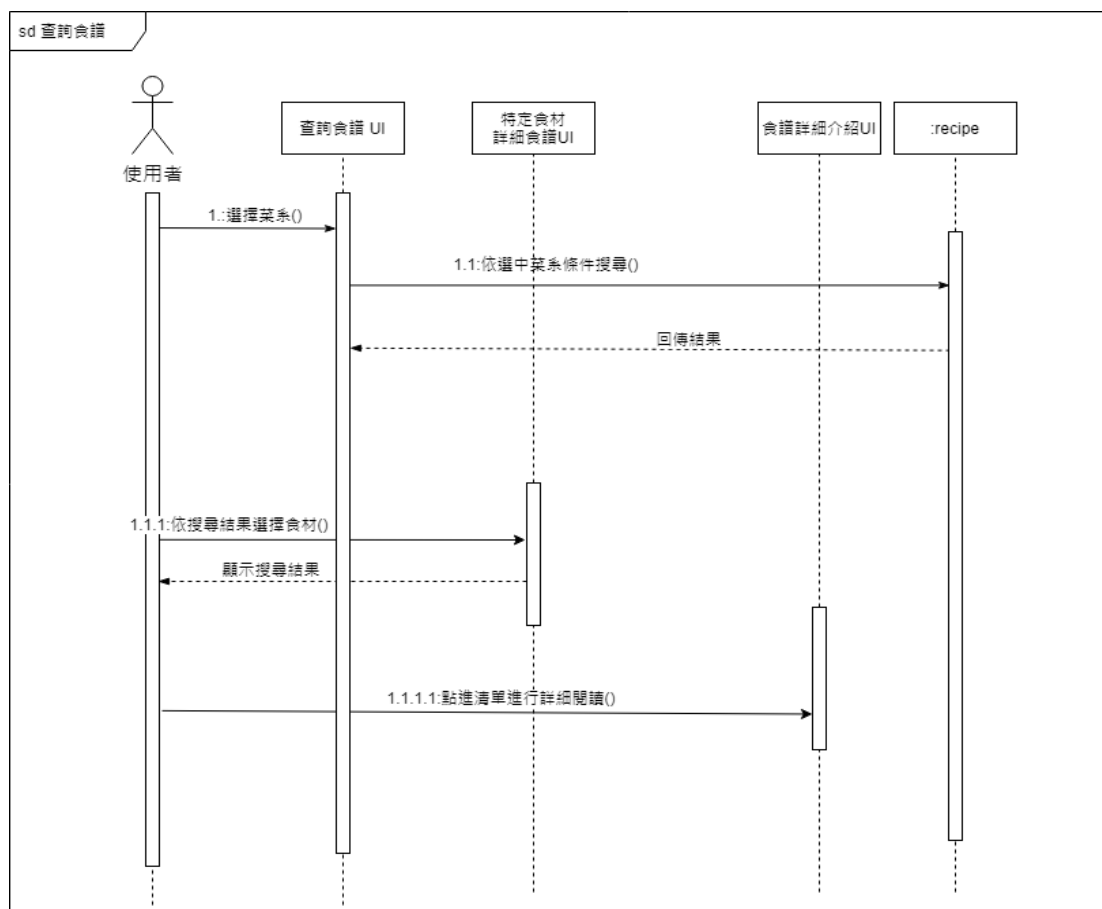 sd 查詢食譜
使用者
查詢食譜 UI
特定食材
詳細食譜UI
食譜詳細介紹UI
:recipe
1.:選擇菜系()
1.1:依選中菜系條件搜尋()
回傳結果
1.1.1:依搜尋結果選擇食材()
顯示搜尋結果
1.1.1.1:點進清單進行詳細閱讀()